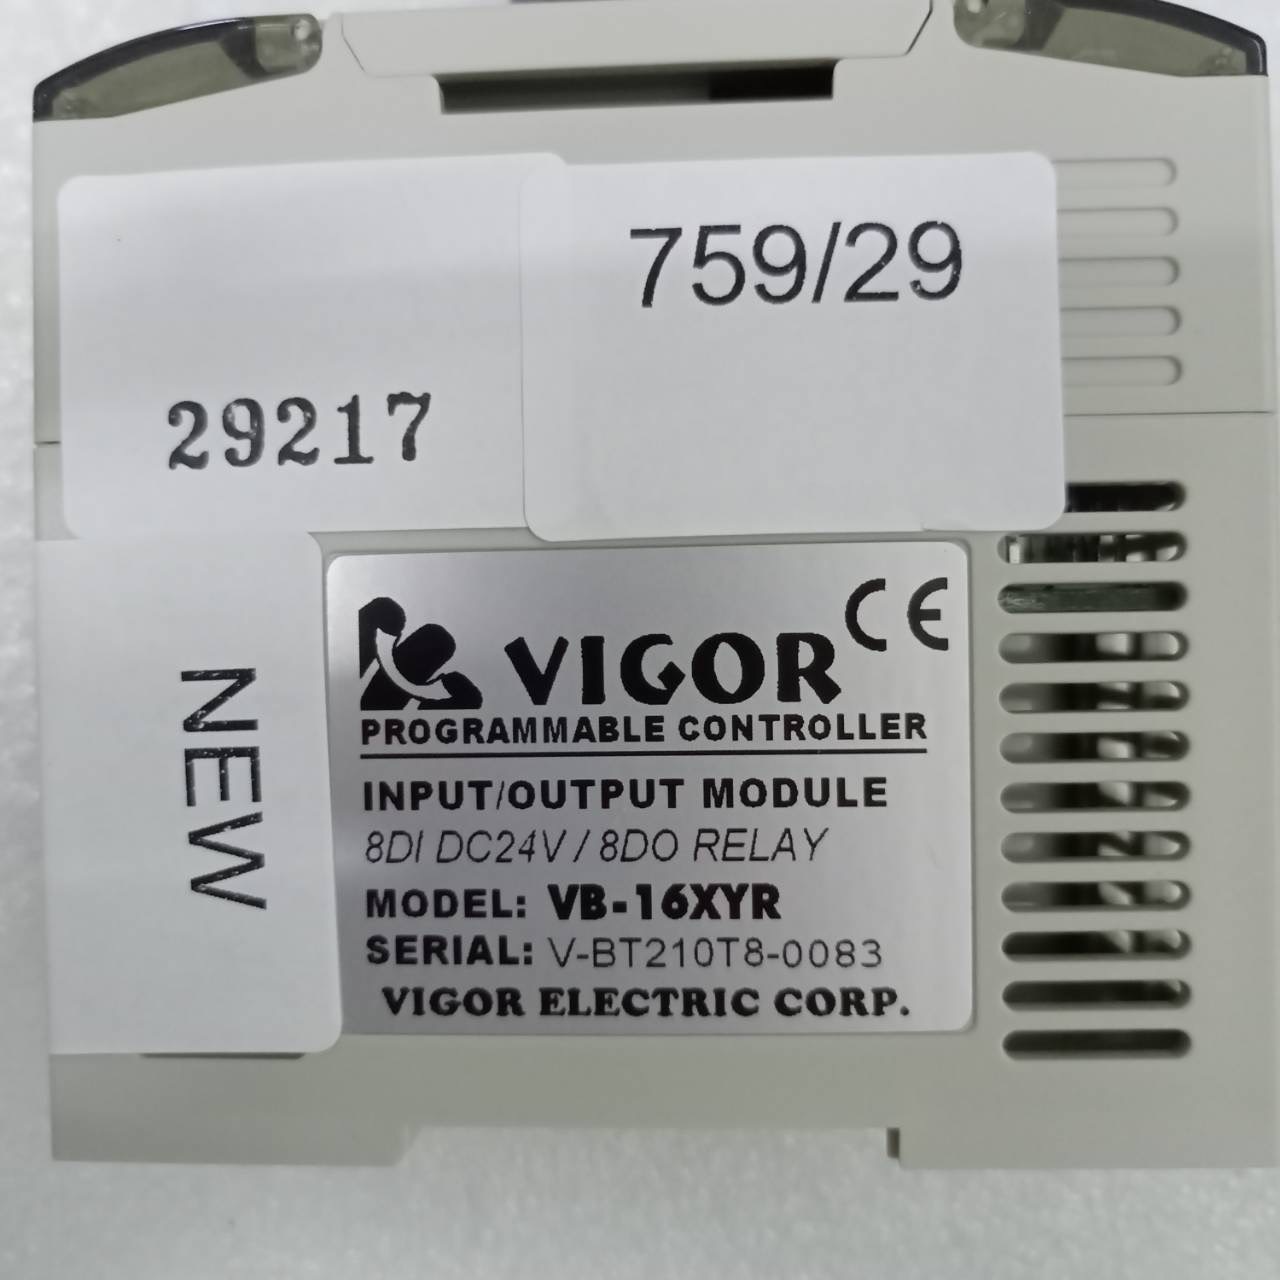 759/29
29217
NEW
VIGOR CE
PROGRAMMABLE CONTROLLER
INPUT/OUTPUT MODULE
8DI DC24V / 8DO RELAY
MODEL: VB-16XYR
SERIAL: V-BT210T8-0083
VIGOR ELECTRIC CORP.